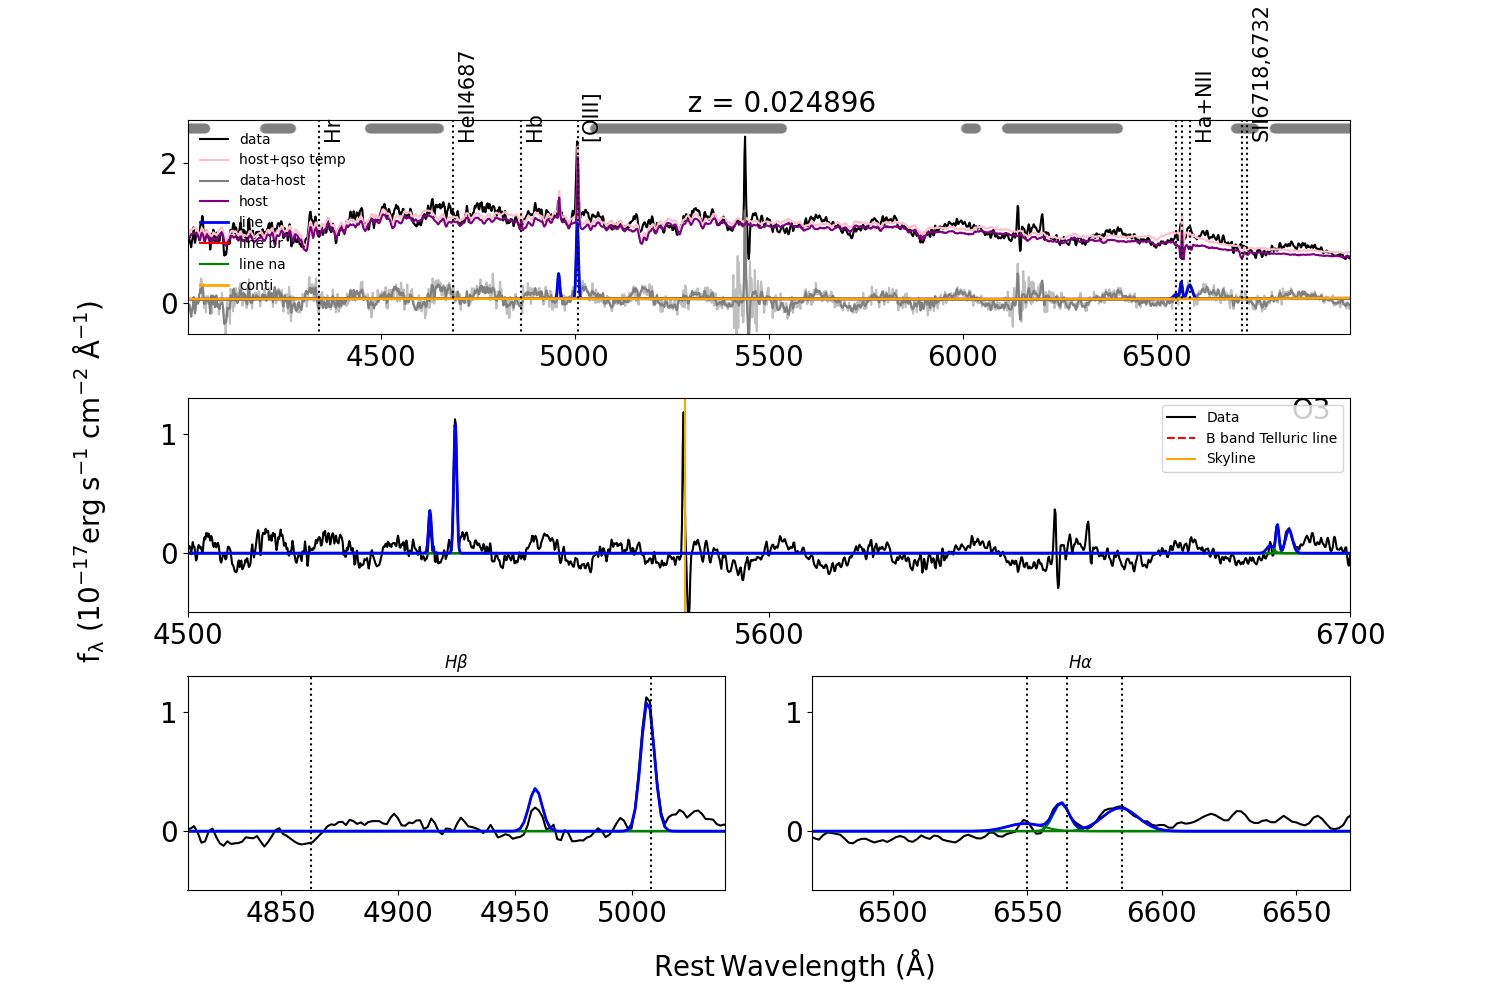 z = 0.024896
Hr
HeII4687
Hb
[OIII]
Ha+NII
SII6718,6732
data
host+qso temp
data-host
host
line
line br
line na
conti
2
0
4500 5000 5500 6000 6500
O3
Data
B band Telluric line
Skyline
1
0
4500 5600 6700
fλ (10−17erg s−1 cm−2 Å−1)
Hβ
1
0
4850 4900 4950 5000
Hα
1
0
6500 6550 6600 6650
Rest Wavelength (Å)